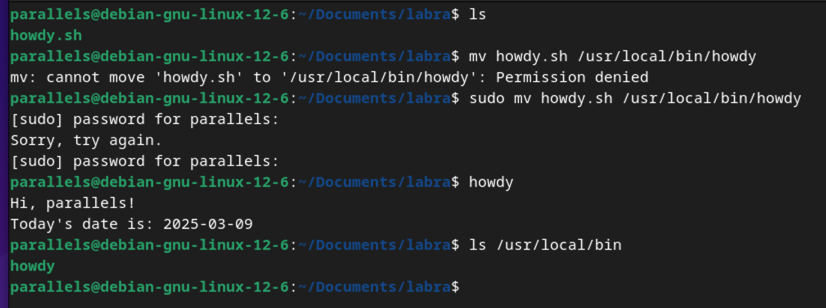 parallels@debian-gnu-linux-12-6:~/Documents/labra$ ls
howdy.sh
parallels@debian-gnu-linux-12-6:~/Documents/labra$ mv howdy.sh /usr/local/bin/howdy
mv: cannot move 'howdy.sh' to '/usr/local/bin/howdy': Permission denied
parallels@debian-gnu-linux-12-6:~/Documents/labra$ sudo mv howdy.sh /usr/local/bin/howdy
[sudo] password for parallels:
Sorry, try again.
[sudo] password for parallels:
parallels@debian-gnu-linux-12-6:~/Documents/labra$ howdy
Hi, parallels!
Today's date is: 2025-03-09
parallels@debian-gnu-linux-12-6:~/Documents/labra$ ls /usr/local/bin
howdy
parallels@debian-gnu-linux-12-6:~/Documents/labra$